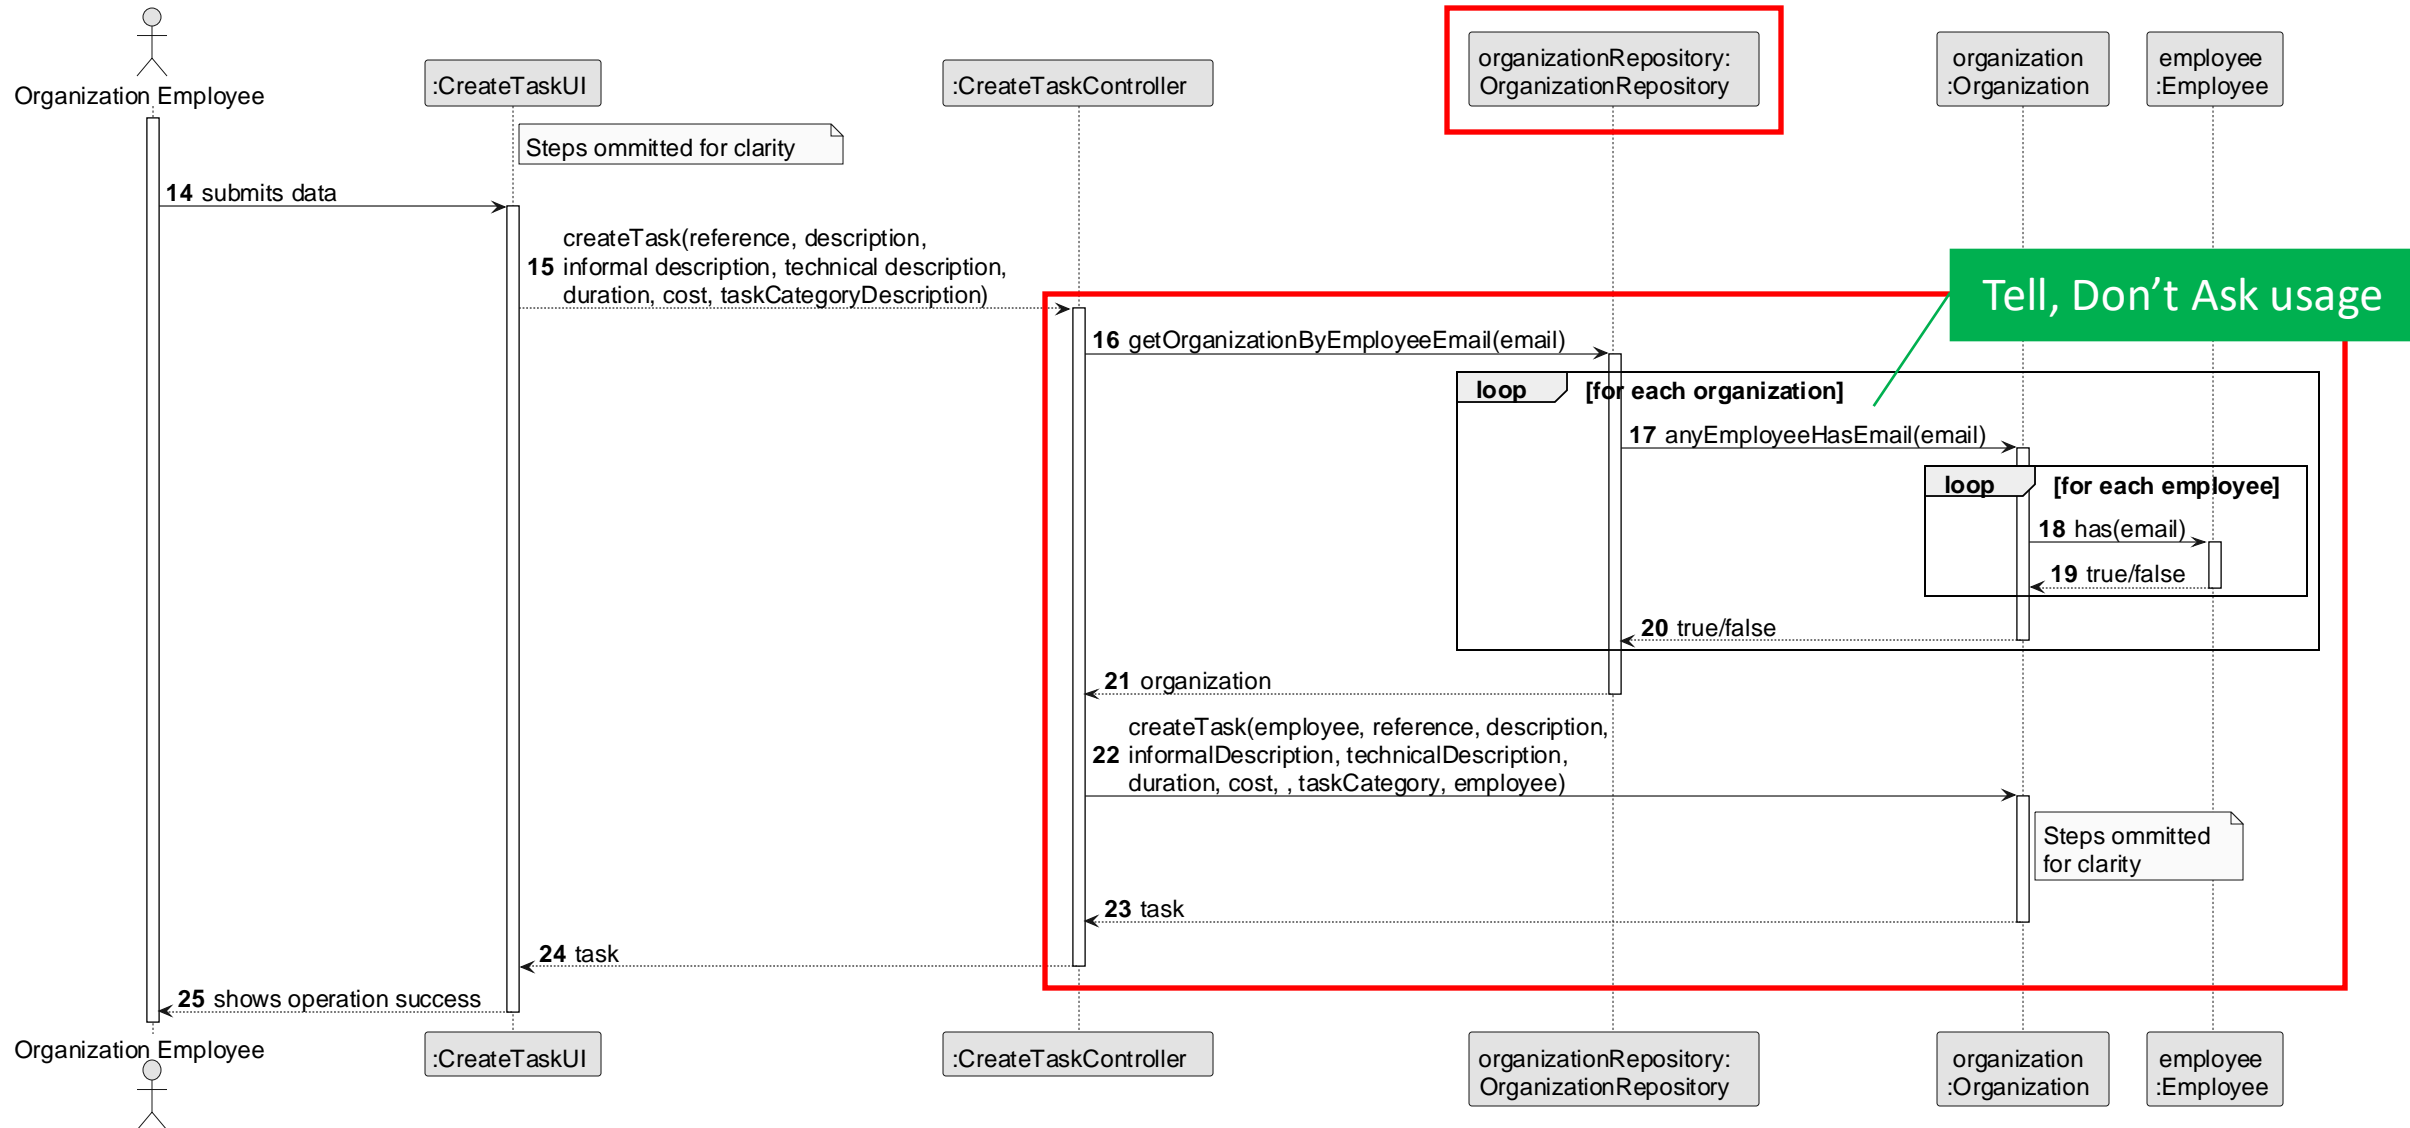 Organization Employee
:CreateTaskUI
:CreateTaskController
organizationRepository:
OrganizationRepository
organization
:Organization
employee
:Employee
Steps ommitted for clarity
14 submits data
createTask(reference, description,
15 informal description, technical description,
duration, cost, taskCategoryDescription)
Tell, Don’t Ask usage
16 getOrganizationByEmployeeEmail(email)
loop [for each organization]
17 anyEmployeeHasEmail(email)
loop [for each employee]
18 has(email)
19 true/false
20 true/false
21 organization
createTask(employee, reference, description,
22 informalDescription, technicalDescription,
duration, cost, , taskCategory, employee)
Steps ommitted
for clarity
23 task
24 task
25 shows operation success
Organization Employee
:CreateTaskUI
:CreateTaskController
organizationRepository:
OrganizationRepository
organization
:Organization
employee
:Employee